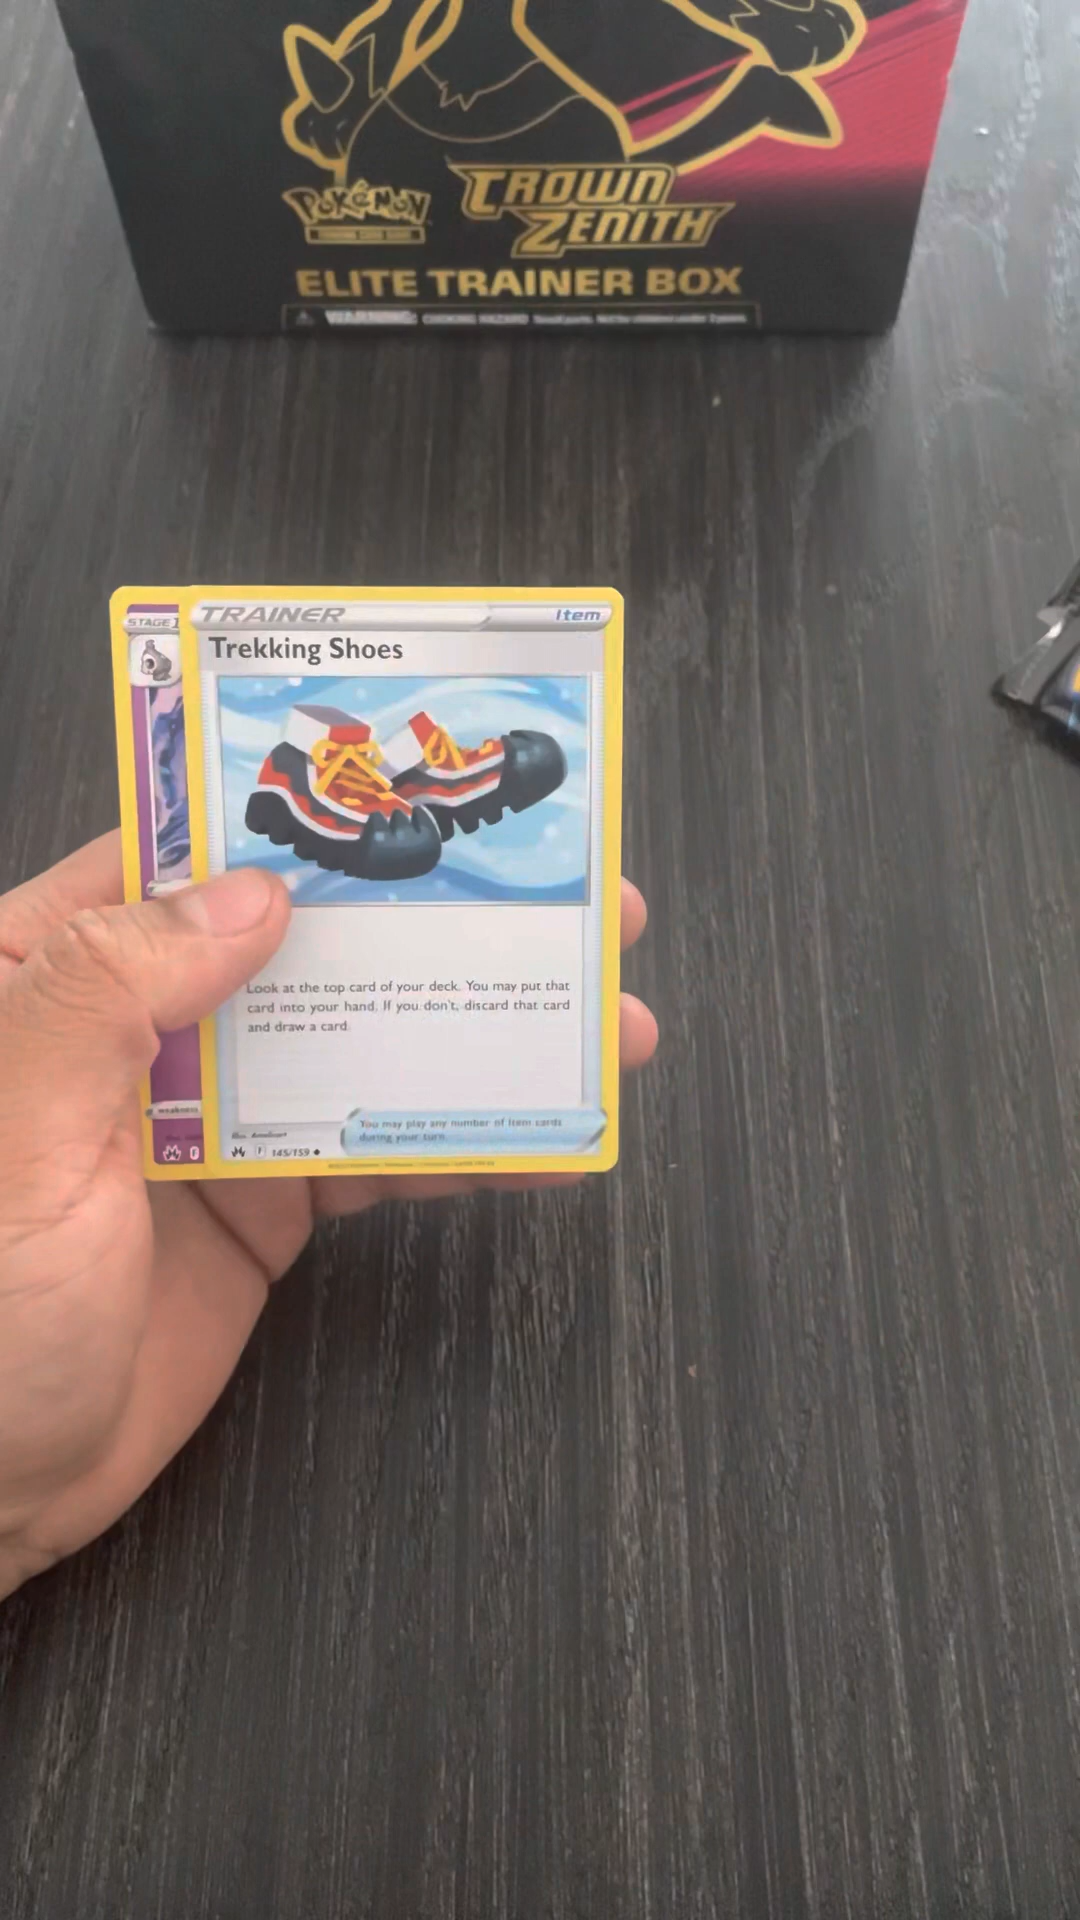 POKÉMON
CROWN
ZENITH
ELITE TRAINER BOX
WARNING: CHOKING HAZARD
STAGE 1
TRAINER
Item
Trekking Shoes
Look at the top card of your deck. You may put that
card into your hand. If you don't, discard that card
and draw a card.
weakness
You may play any number of Item cards
during your turn.
F 145/159